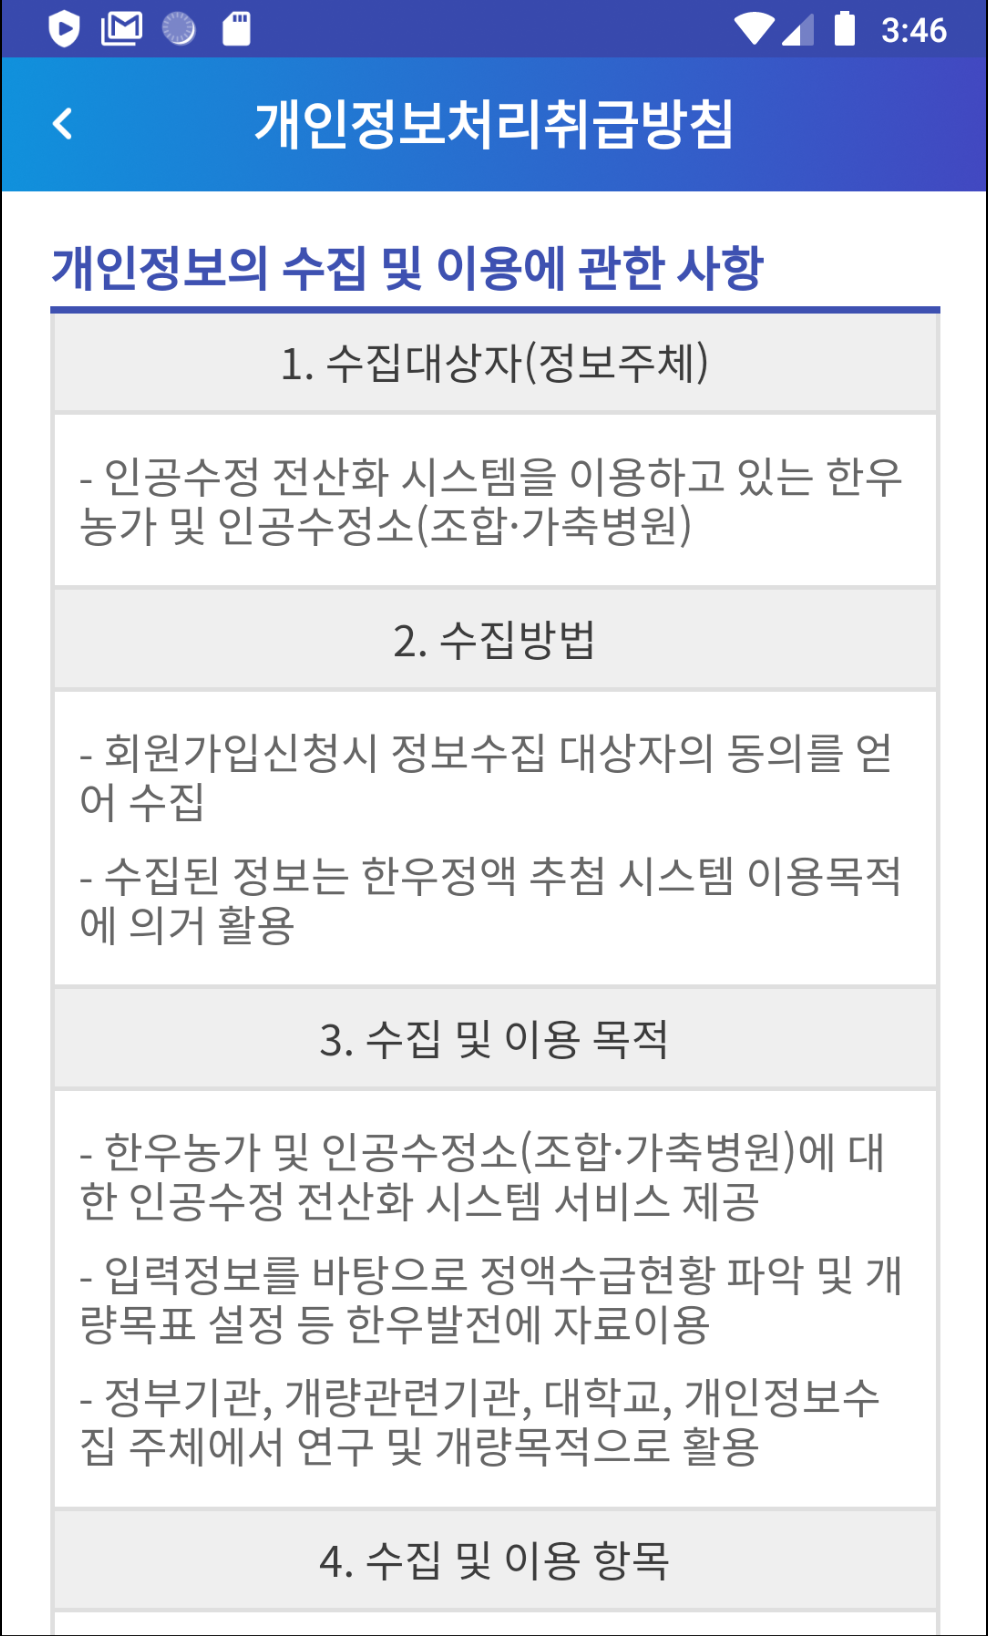 3:46
개인정보처리취급방침
개인정보의 수집 및 이용에 관한 사항
1. 수집대상자(정보주체)
- 인공수정 전산화 시스템을 이용하고 있는 한우
농가 및 인공수정소(조합·가축병원)
2. 수집방법
- 회원가입신청시 정보수집 대상자의 동의를 얻
어 수집
- 수집된 정보는 한우정액 추첨 시스템 이용목적
에 의거 활용
3. 수집 및 이용 목적
- 한우농가 및 인공수정소(조합·가축병원)에 대
한 인공수정 전산화 시스템 서비스 제공
- 입력정보를 바탕으로 정액수급현황 파악 및 개
량목표 설정 등 한우발전에 자료이용
- 정부기관, 개량관련기관, 대학교, 개인정보수
집 주체에서 연구 및 개량목적으로 활용
4. 수집 및 이용 항목